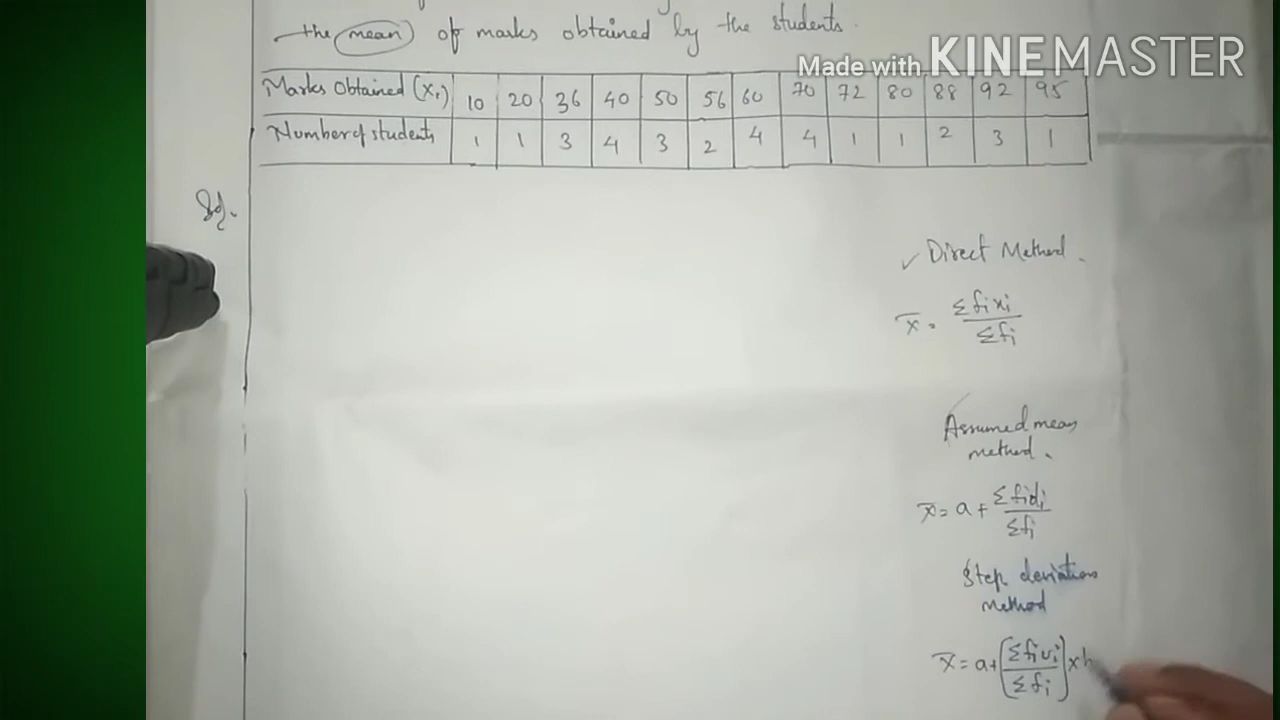 the mean of marks obtained by the students.
Made with KINEMASTER
Marks Obtained (xi) 10 20 36 40 50 56 60 70 72 80 88 92 95
Number of students 1 1 3 4 3 2 4 4 1 1 2 3 1
Sol.
✓ Direct Method.
x̄ = Σfixi / Σfi
Assumed mean
method.
x̄ = a + Σfidi / Σfi
Step deviations
method
x̄ = a + (Σfiui / Σfi) × h